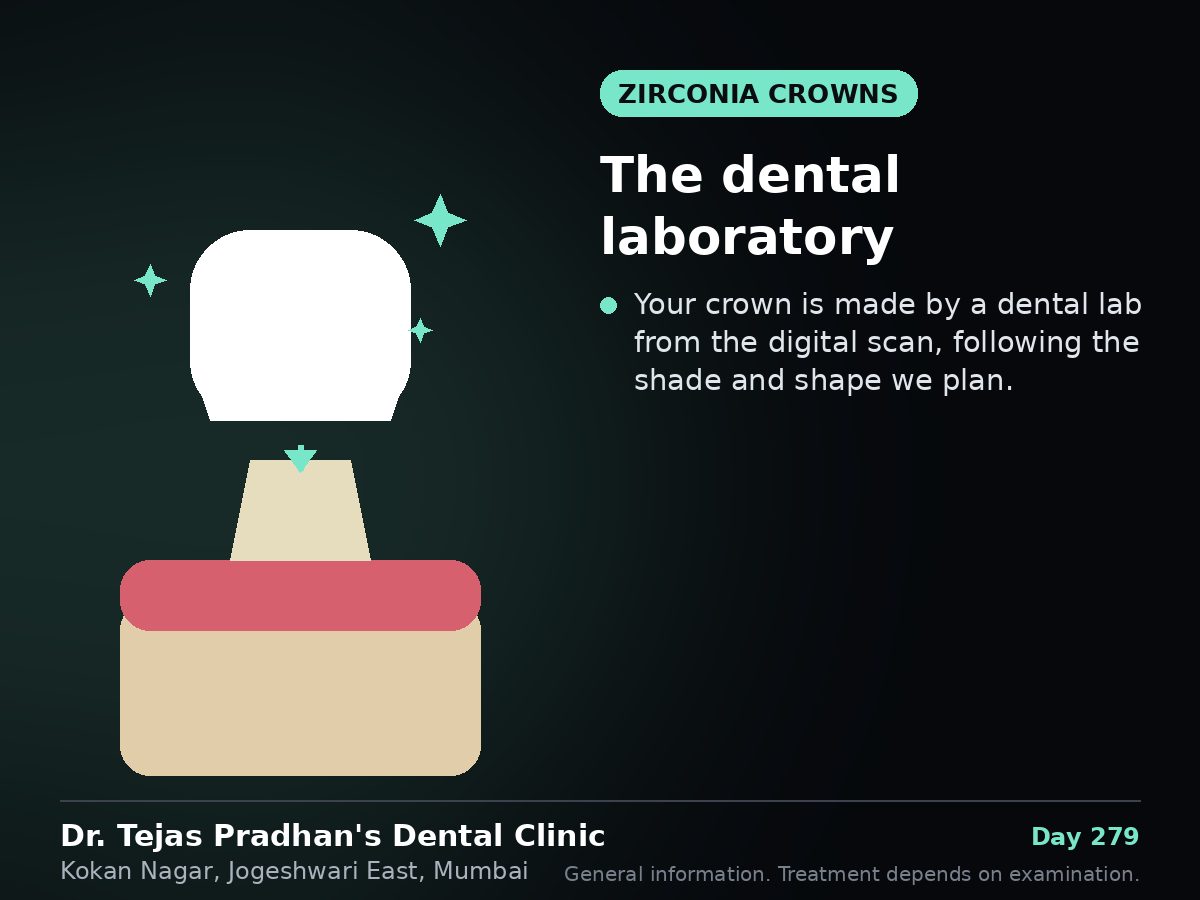 ZIRCONIA CROWNS
The dental
laboratory
Your crown is made by a dental lab
from the digital scan, following the
shade and shape we plan.
Dr. Tejas Pradhan's Dental Clinic
Day 279
Kokan Nagar, Jogeshwari East, Mumbai
General information. Treatment depends on examination.